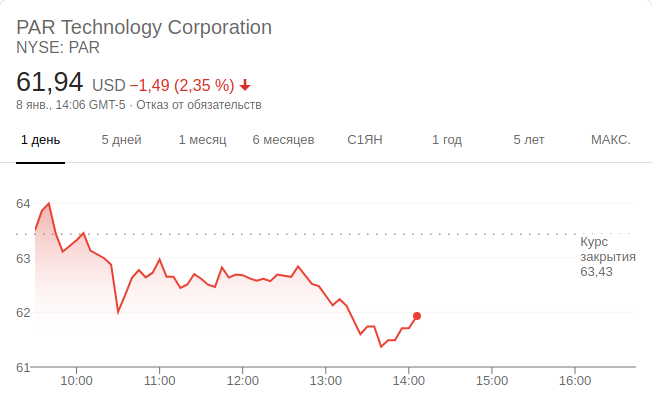 PAR Technology Corporation
NYSE: PAR
61,94 USD −1,49 (2,35 %)
8 янв., 14:06 GMT-5 · Отказ от обязательств
1 день 5 дней 1 месяц 6 месяцев С1ЯН 1 год 5 лет МАКС.
64
63
62
61
Курс
закрытия
63,43
10:00 11:00 12:00 13:00 14:00 15:00 16:00